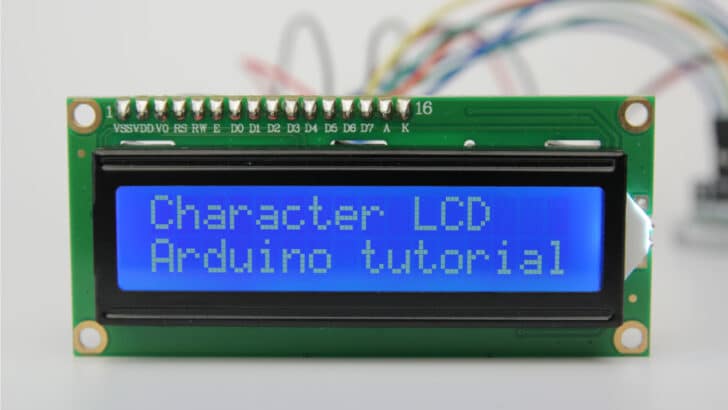 1 16
VSS VDD V0 RS RW E D0 D1 D2 D3 D4 D5 D6 D7 A K
Character LCD
Arduino tutorial